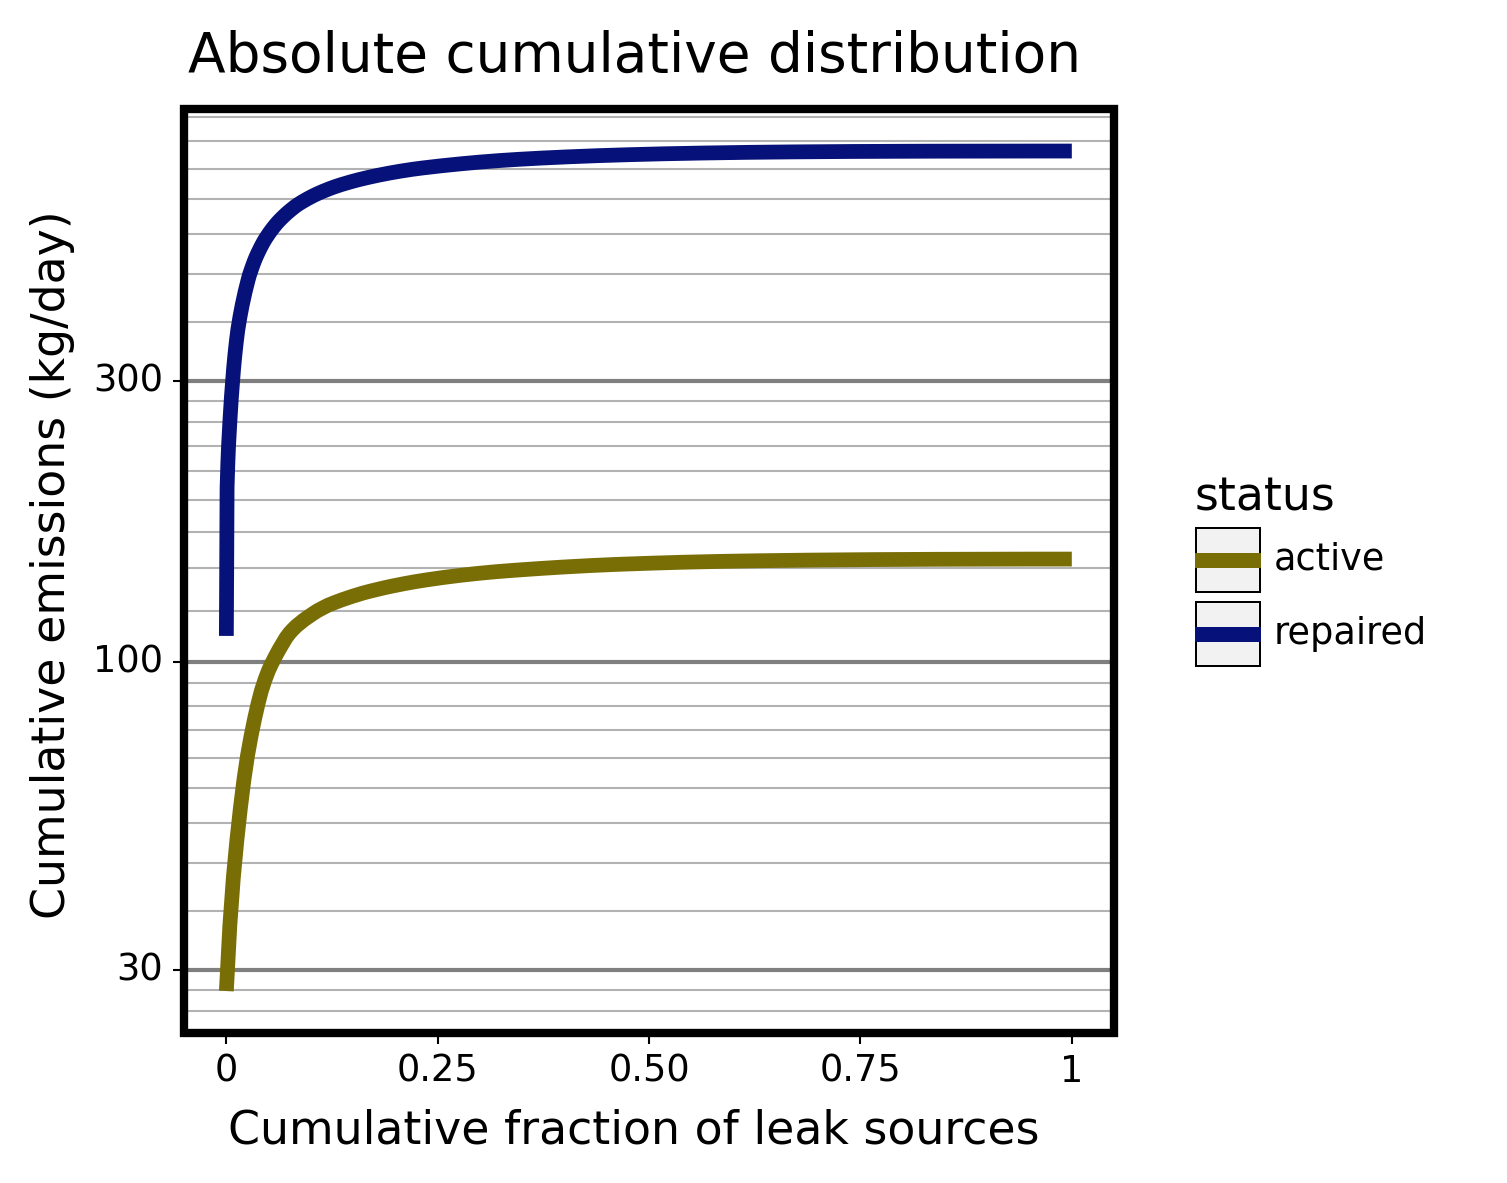 Absolute cumulative distribution
Cumulative emissions (kg/day)
300
100
30
0
0.25
0.50
0.75
1
Cumulative fraction of leak sources
status
active
repaired